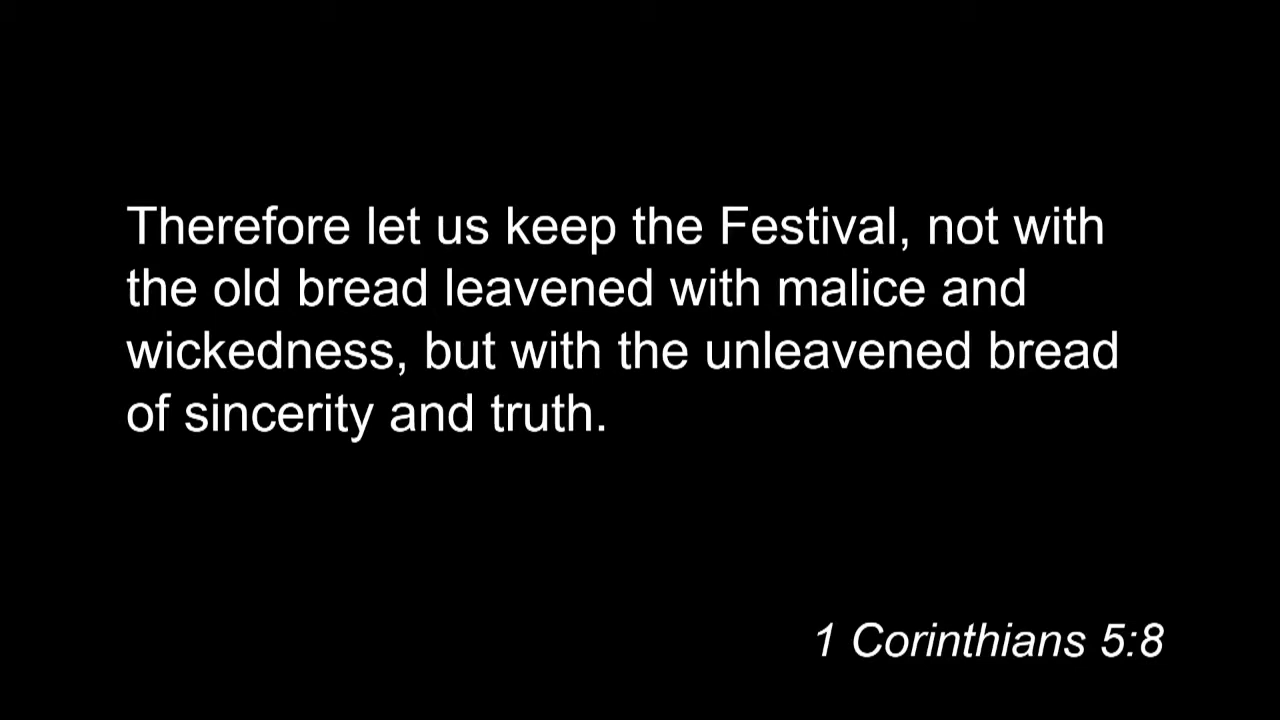 Therefore let us keep the Festival, not with
the old bread leavened with malice and
wickedness, but with the unleavened bread
of sincerity and truth.
1 Corinthians 5:8